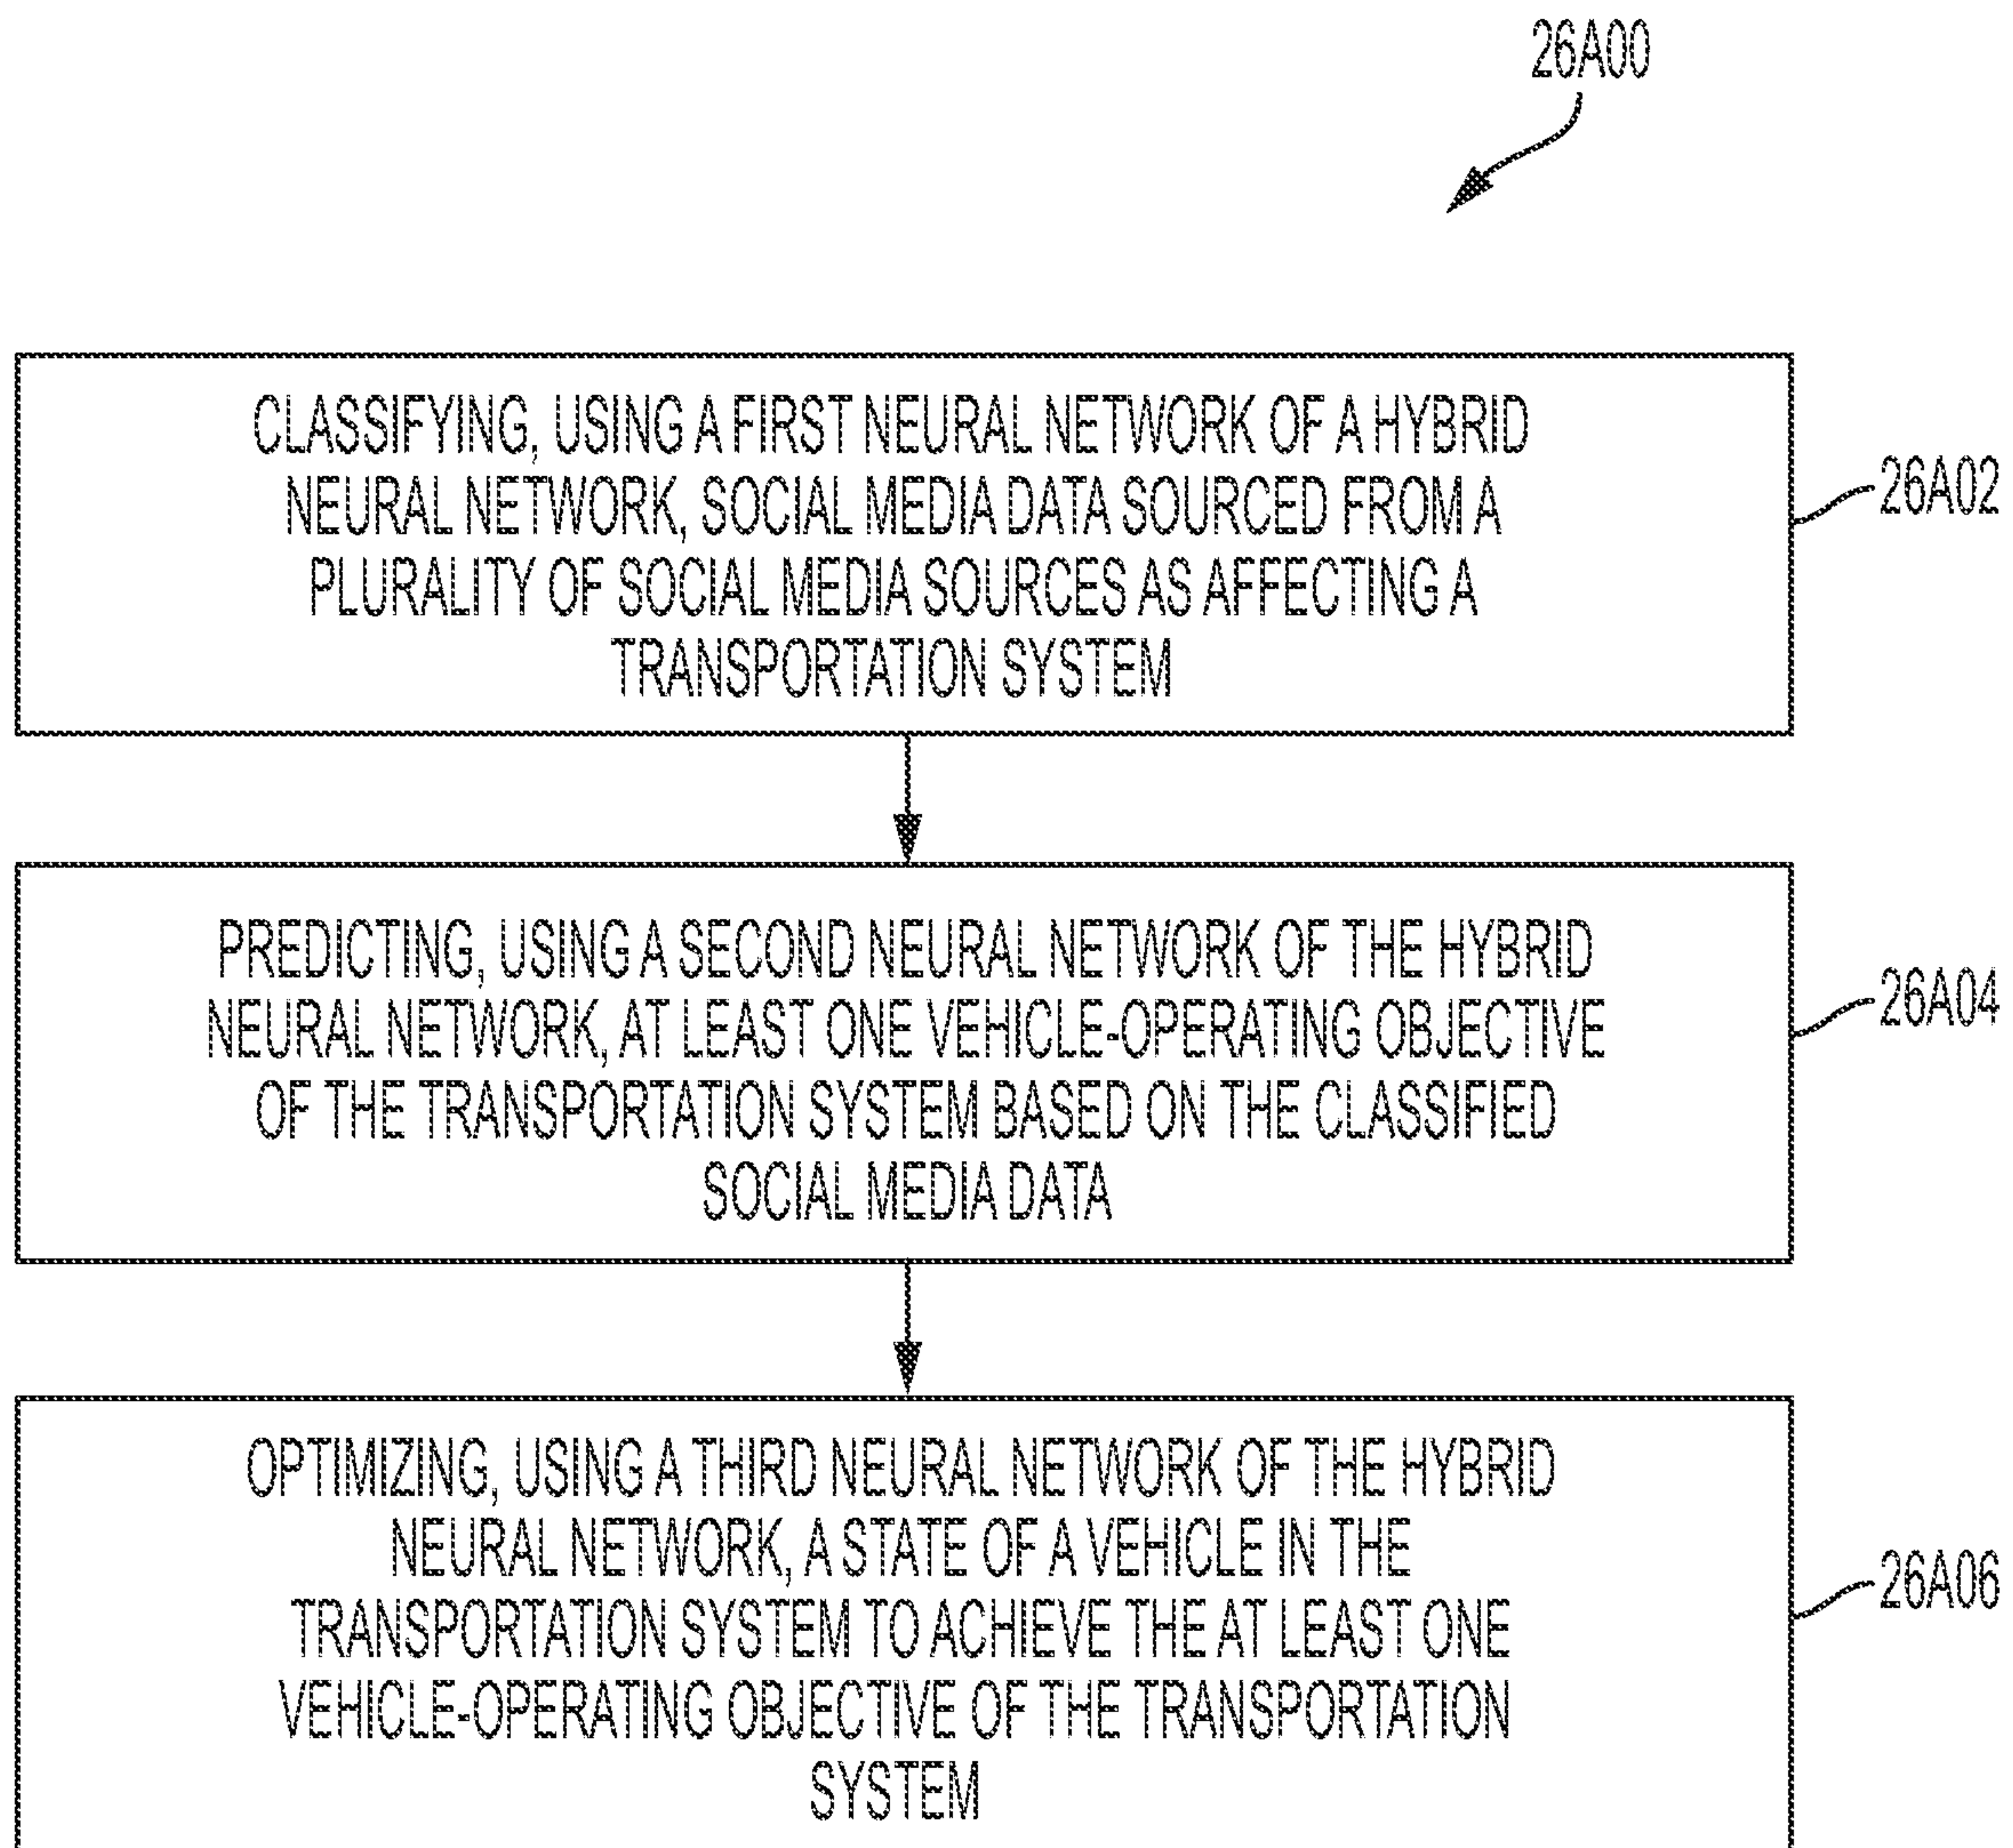 26A00
CLASSIFYING, USING A FIRST NEURAL NETWORK OF A HYBRID
NEURAL NETWORK, SOCIAL MEDIA DATA SOURCED FROM A
PLURALITY OF SOCIAL MEDIA SOURCES AS AFFECTING A
TRANSPORTATION SYSTEM
26A02
PREDICTING, USING A SECOND NEURAL NETWORK OF THE HYBRID
NEURAL NETWORK, AT LEAST ONE VEHICLE-OPERATING OBJECTIVE
OF THE TRANSPORTATION SYSTEM BASED ON THE CLASSIFIED
SOCIAL MEDIA DATA
26A04
OPTIMIZING, USING A THIRD NEURAL NETWORK OF THE HYBRID
NEURAL NETWORK, A STATE OF A VEHICLE IN THE
TRANSPORTATION SYSTEM TO ACHIEVE THE AT LEAST ONE
VEHICLE-OPERATING OBJECTIVE OF THE TRANSPORTATION
SYSTEM
26A06